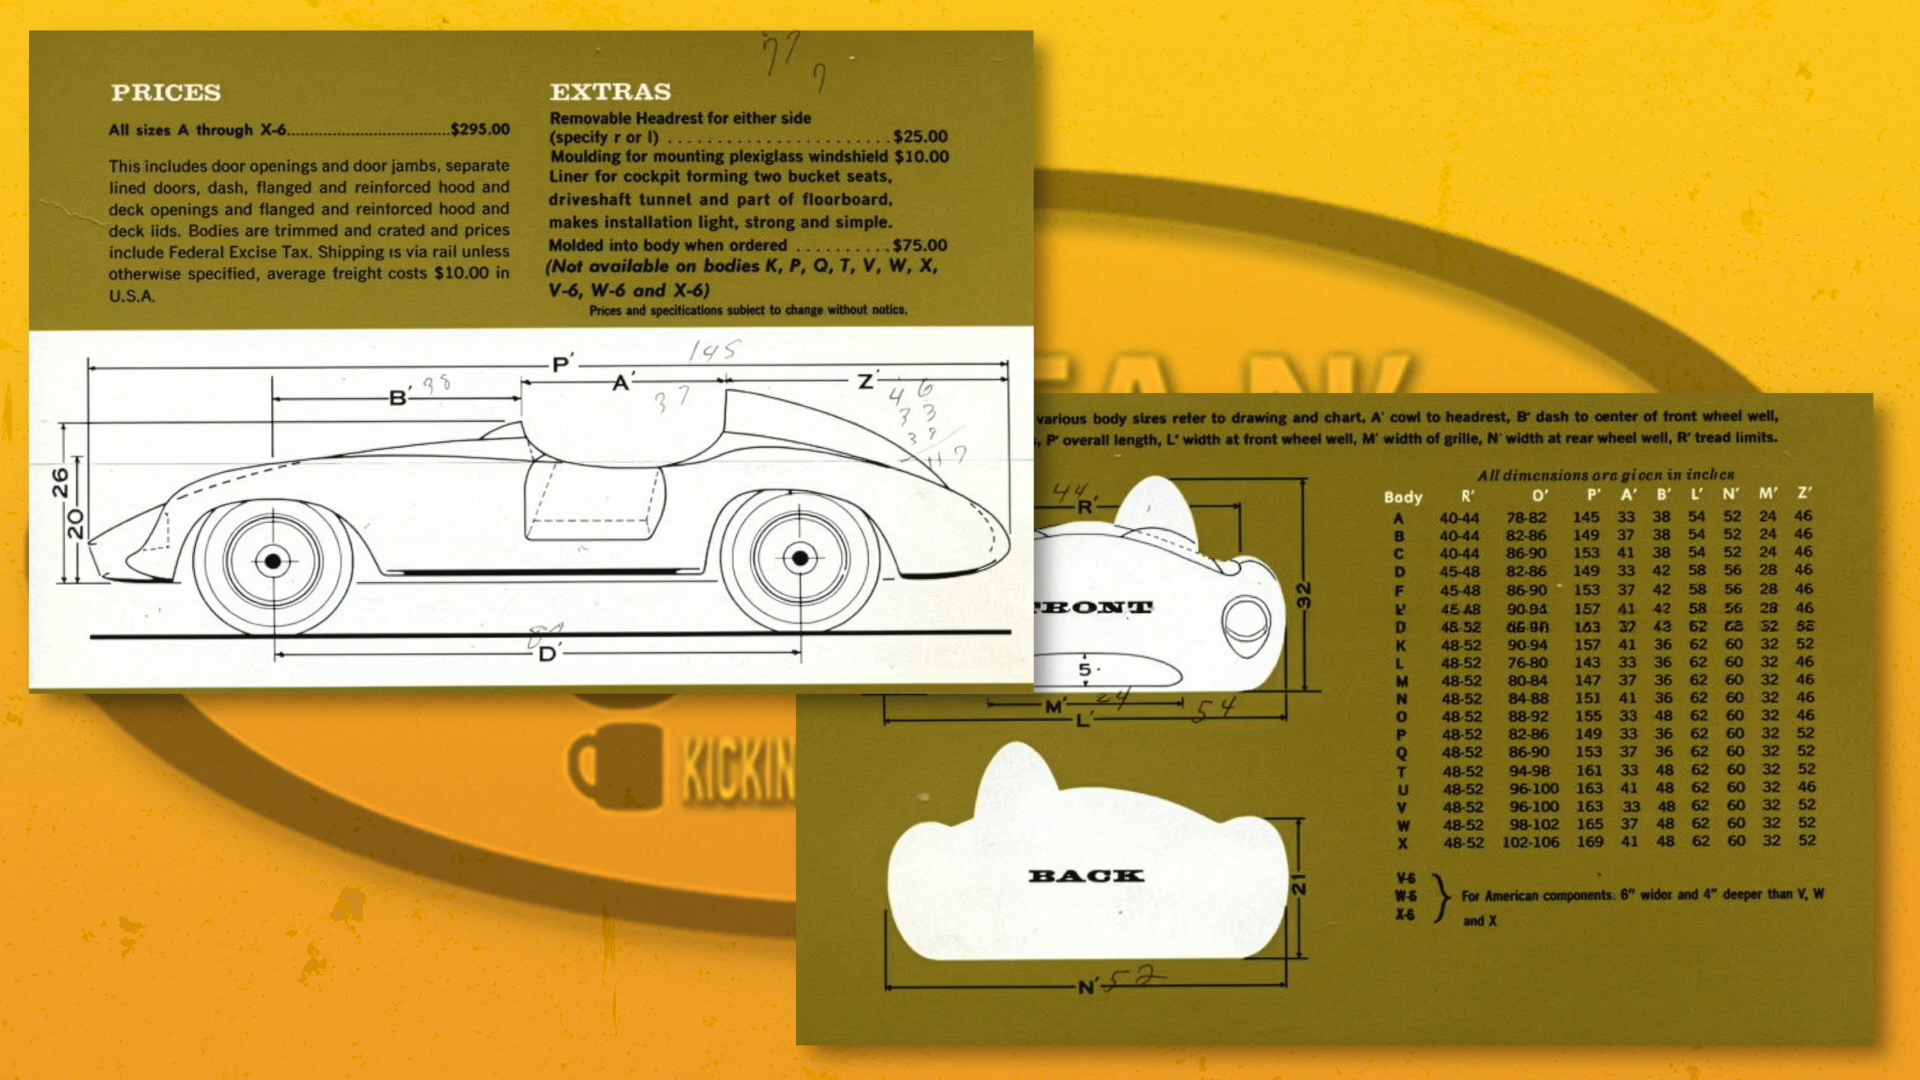 77
7
PRICES
All sizes A through X-6..............................................$295.00
This includes door openings and door jambs, separate
lined doors, dash, flanged and reinforced hood and
deck openings and flanged and reinforced hood and
deck lids. Bodies are trimmed and crated and prices
include Federal Excise Tax. Shipping is via rail unless
otherwise specified, average freight costs $10.00 in
U.S.A.
EXTRAS
Removable Headrest for either side
(specify r or l) . . . . . . . . . . . . . . . . . . . . . . . . $25.00
Moulding for mounting plexiglass windshield $10.00
Liner for cockpit forming two bucket seats,
driveshaft tunnel and part of floorboard,
makes installation light, strong and simple.
Molded into body when ordered . . . . . . . . . . $75.00
(Not available on bodies K, P, Q, T, V, W, X,
V-6, W-6 and X-6)
Prices and specifications subject to change without notice.
P' 145
B' 38
A' 37
Z'
46
33
38
117
26
20
D'
various body sizes refer to drawing and chart, A' cowl to headrest, B' dash to center of front wheel well,
, P' overall length, L' width at front wheel well, M' width of grille, N' width at rear wheel well, R' tread limits.
44
R'
FRONT
32
5
M' 24
L' 54
BACK
21
N' 52
All dimensions are given in inches
Body R' O' P' A' B' L' N' M' Z'
A 40-44 78-82 145 33 38 54 52 24 46
B 40-44 82-86 149 37 38 54 52 24 46
C 40-44 86-90 153 41 38 54 52 24 46
D 45-48 82-86 149 33 42 58 56 28 46
F 45-48 86-90 153 37 42 58 56 28 46
90-94 157 41 42 58 56 28 46
D 37 62
K 48-52 90-94 157 41 36 62 60 32 52
L 48-52 76-80 143 33 36 62 60 32 46
M 48-52 80-84 147 37 36 62 60 32 46
N 48-52 84-88 151 41 36 62 60 32 46
O 48-52 88-92 155 33 48 62 60 32 46
P 48-52 82-86 149 33 36 62 60 32 52
Q 48-52 86-90 153 37 36 62 60 32 52
T 48-52 94-98 161 33 48 62 60 32 52
U 48-52 96-100 163 41 48 62 60 32 46
V 48-52 96-100 163 33 48 62 60 32 52
W 48-52 98-102 165 37 48 62 60 32 52
X 48-52 102-106 169 41 48 62 60 32 52
V-6
W-6
X-6
For American components: 6" wider and 4" deeper than V, W
and X
KICKIN